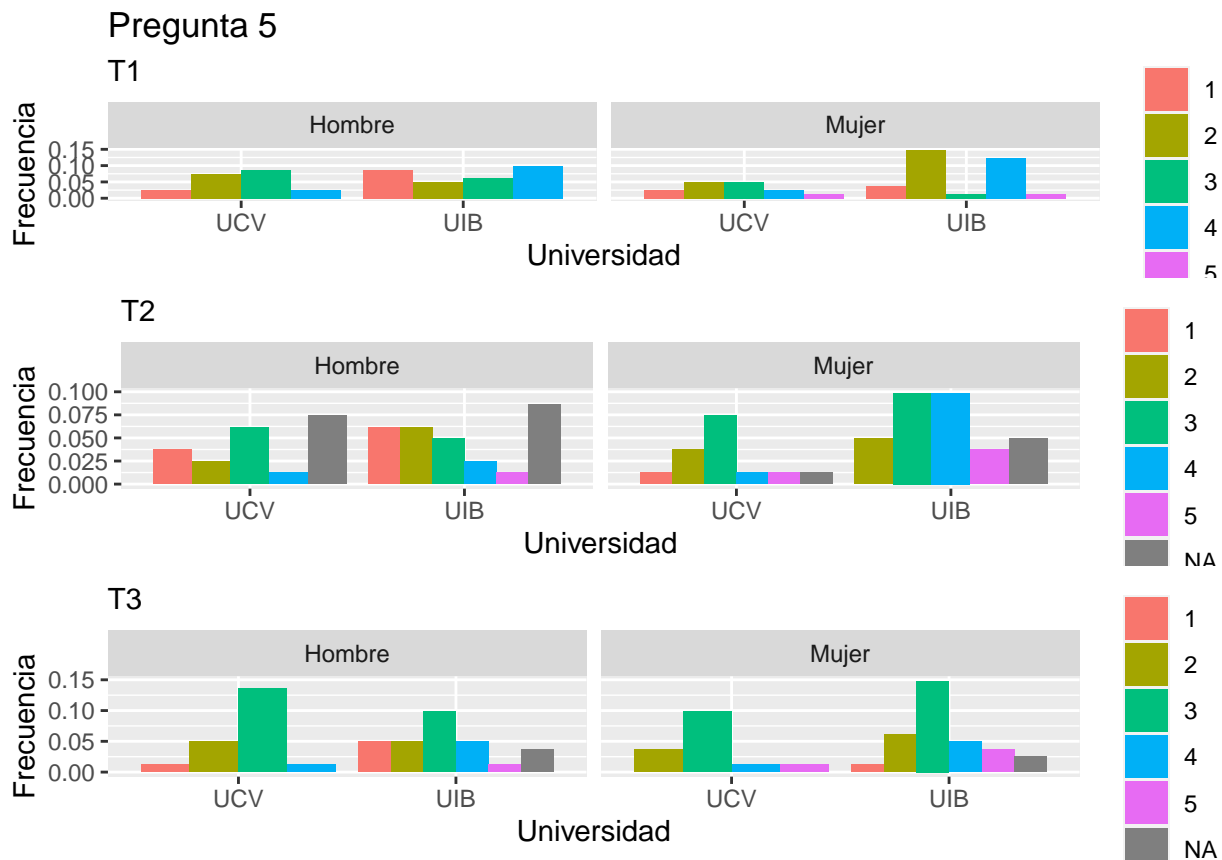 Pregunta 5
T1
Hombre
Mujer
Frecuencia
0.15
0.10
0.05
0.00
UCV
UIB
UCV
UIB
Universidad
1
2
3
4
5
T2
Hombre
Mujer
Frecuencia
0.100
0.075
0.050
0.025
0.000
UCV
UIB
UCV
UIB
Universidad
1
2
3
4
5
NA
T3
Hombre
Mujer
Frecuencia
0.15
0.10
0.05
0.00
UCV
UIB
UCV
UIB
Universidad
1
2
3
4
5
NA